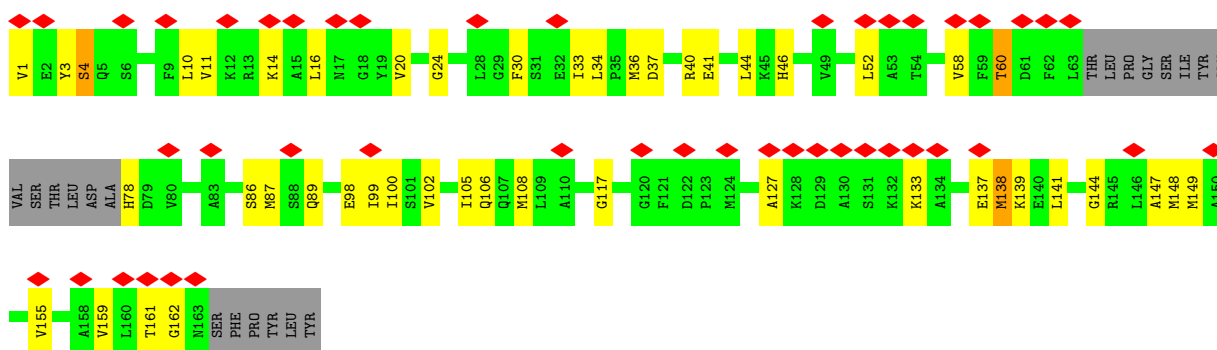 V1 E2 Y3 S4 Q5 S6 F9 L10 V11 K12 R13 K14 A15 L16 N17 G18 Y19 V20 G24 L28 G29 F30 S31 E32 I33 L34 P35 M36 D37 R40 E41 L44 K45 H46 V49 L52 A53 T54 V58 F59 T60 D61 F62 L63 THR LEU PRO GLY SER ILE TYR
VAL SER THR LEU ASP ALA H78 D79 V80 A83 S86 M87 S88 Q89 E98 I99 I100 S101 V102 I105 Q106 Q107 M108 L109 A110 G117 G120 F121 D122 P123 M124 A127 K128 D129 A130 S131 K132 K133 A134 E137 M138 K139 E140 L141 G144 R145 L146 A147 M148 M149 A150
V155 A158 V159 L160 T161 G162 N163 SER PHE PRO TYR LEU TYR